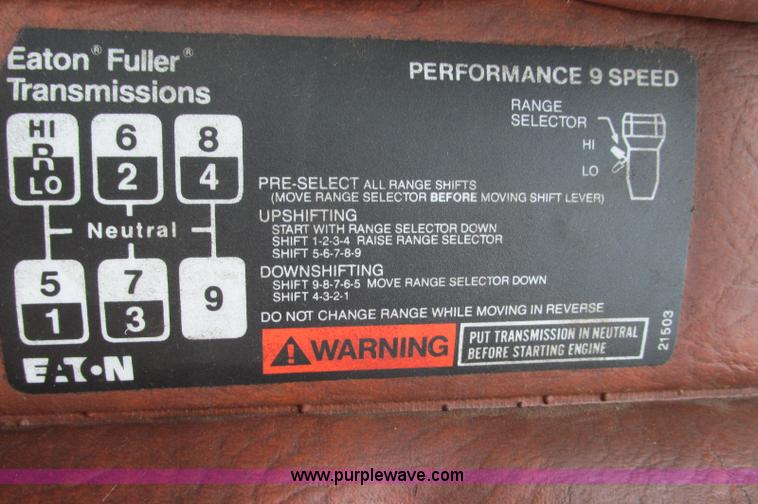 Eaton® Fuller®
Transmissions
PERFORMANCE 9 SPEED
RANGE
SELECTOR
HI
LO
HI
R
LO
6
2
8
4
Neutral
5
1
7
3
9
PRE-SELECT ALL RANGE SHIFTS
(MOVE RANGE SELECTOR BEFORE MOVING SHIFT LEVER)
UPSHIFTING
START WITH RANGE SELECTOR DOWN
SHIFT 1-2-3-4 RAISE RANGE SELECTOR
SHIFT 5-6-7-8-9
DOWNSHIFTING
SHIFT 9-8-7-6-5 MOVE RANGE SELECTOR DOWN
SHIFT 4-3-2-1
DO NOT CHANGE RANGE WHILE MOVING IN REVERSE
WARNING
PUT TRANSMISSION IN NEUTRAL
BEFORE STARTING ENGINE
21503
EATON
www.purplewave.com